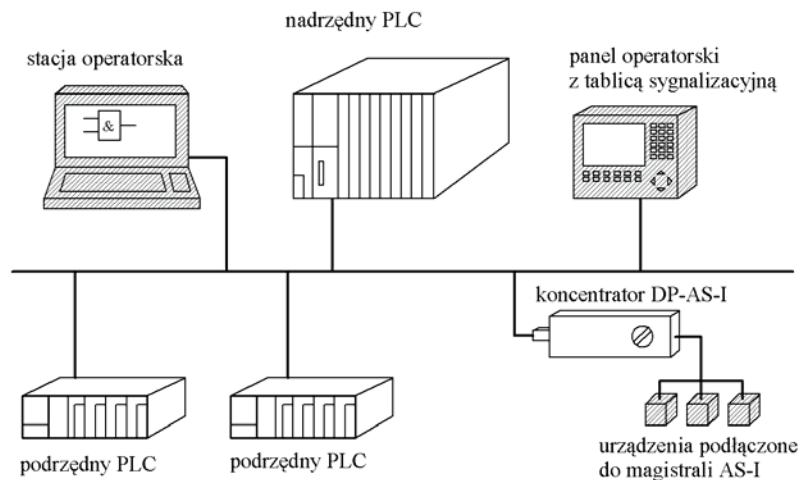 nadrzędny PLC
stacja operatorska
panel operatorski
z tablicą sygnalizacyjną
&
koncentrator DP-AS-I
podrzędny PLC
podrzędny PLC
urządzenia podłączone
do magistrali AS-I